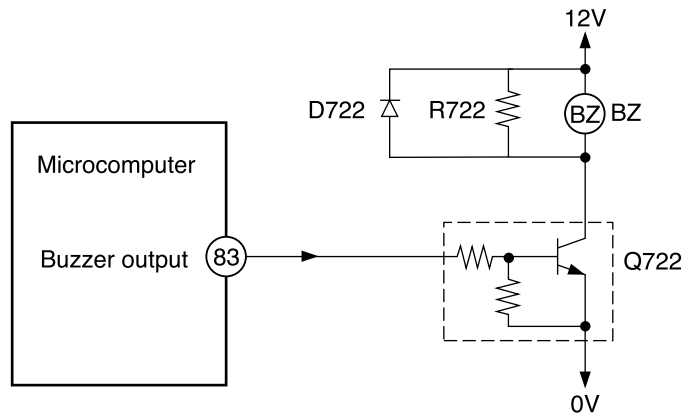 12V
D722
R722
BZ
BZ
Microcomputer
Buzzer output
83
Q722
0V